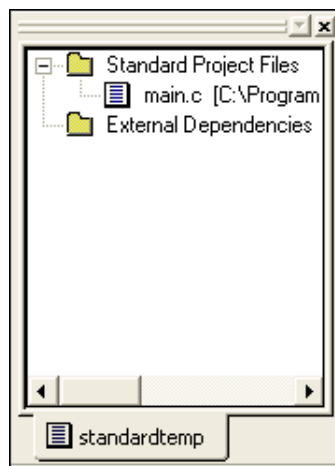 Standard Project Files
main.c [C:\Program
External Dependencies
standardtemp